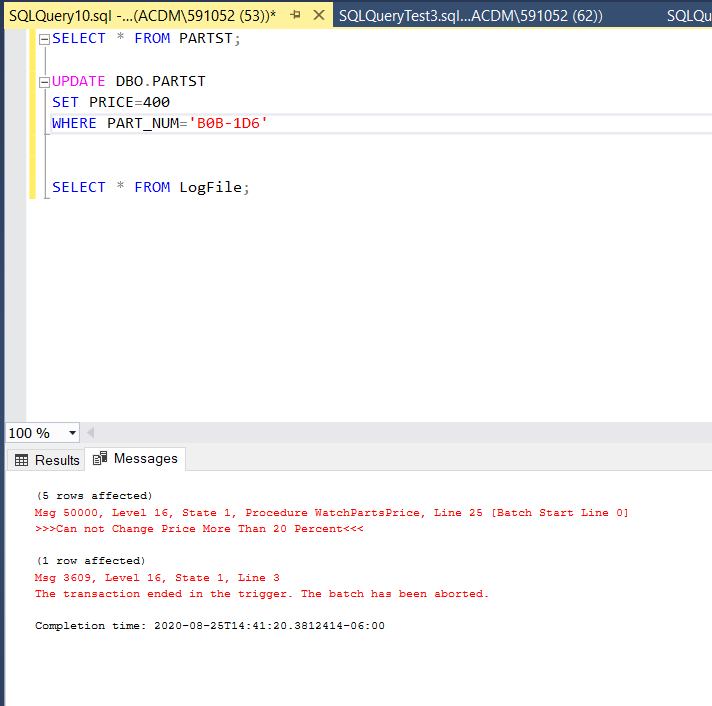 SQLQuery10.sql -...(ACDM\591052 (53))* SQLQueryTest3.sql...ACDM\591052 (62)) SQLQu
SELECT * FROM PARTST;
UPDATE DBO.PARTST
SET PRICE=400
WHERE PART_NUM='B0B-1D6'
SELECT * FROM LogFile;
100 %
Results Messages
(5 rows affected)
Msg 50000, Level 16, State 1, Procedure WatchPartsPrice, Line 25 [Batch Start Line 0]
>>>Can not Change Price More Than 20 Percent<<<
(1 row affected)
Msg 3609, Level 16, State 1, Line 3
The transaction ended in the trigger. The batch has been aborted.
Completion time: 2020-08-25T14:41:20.3812414-06:00